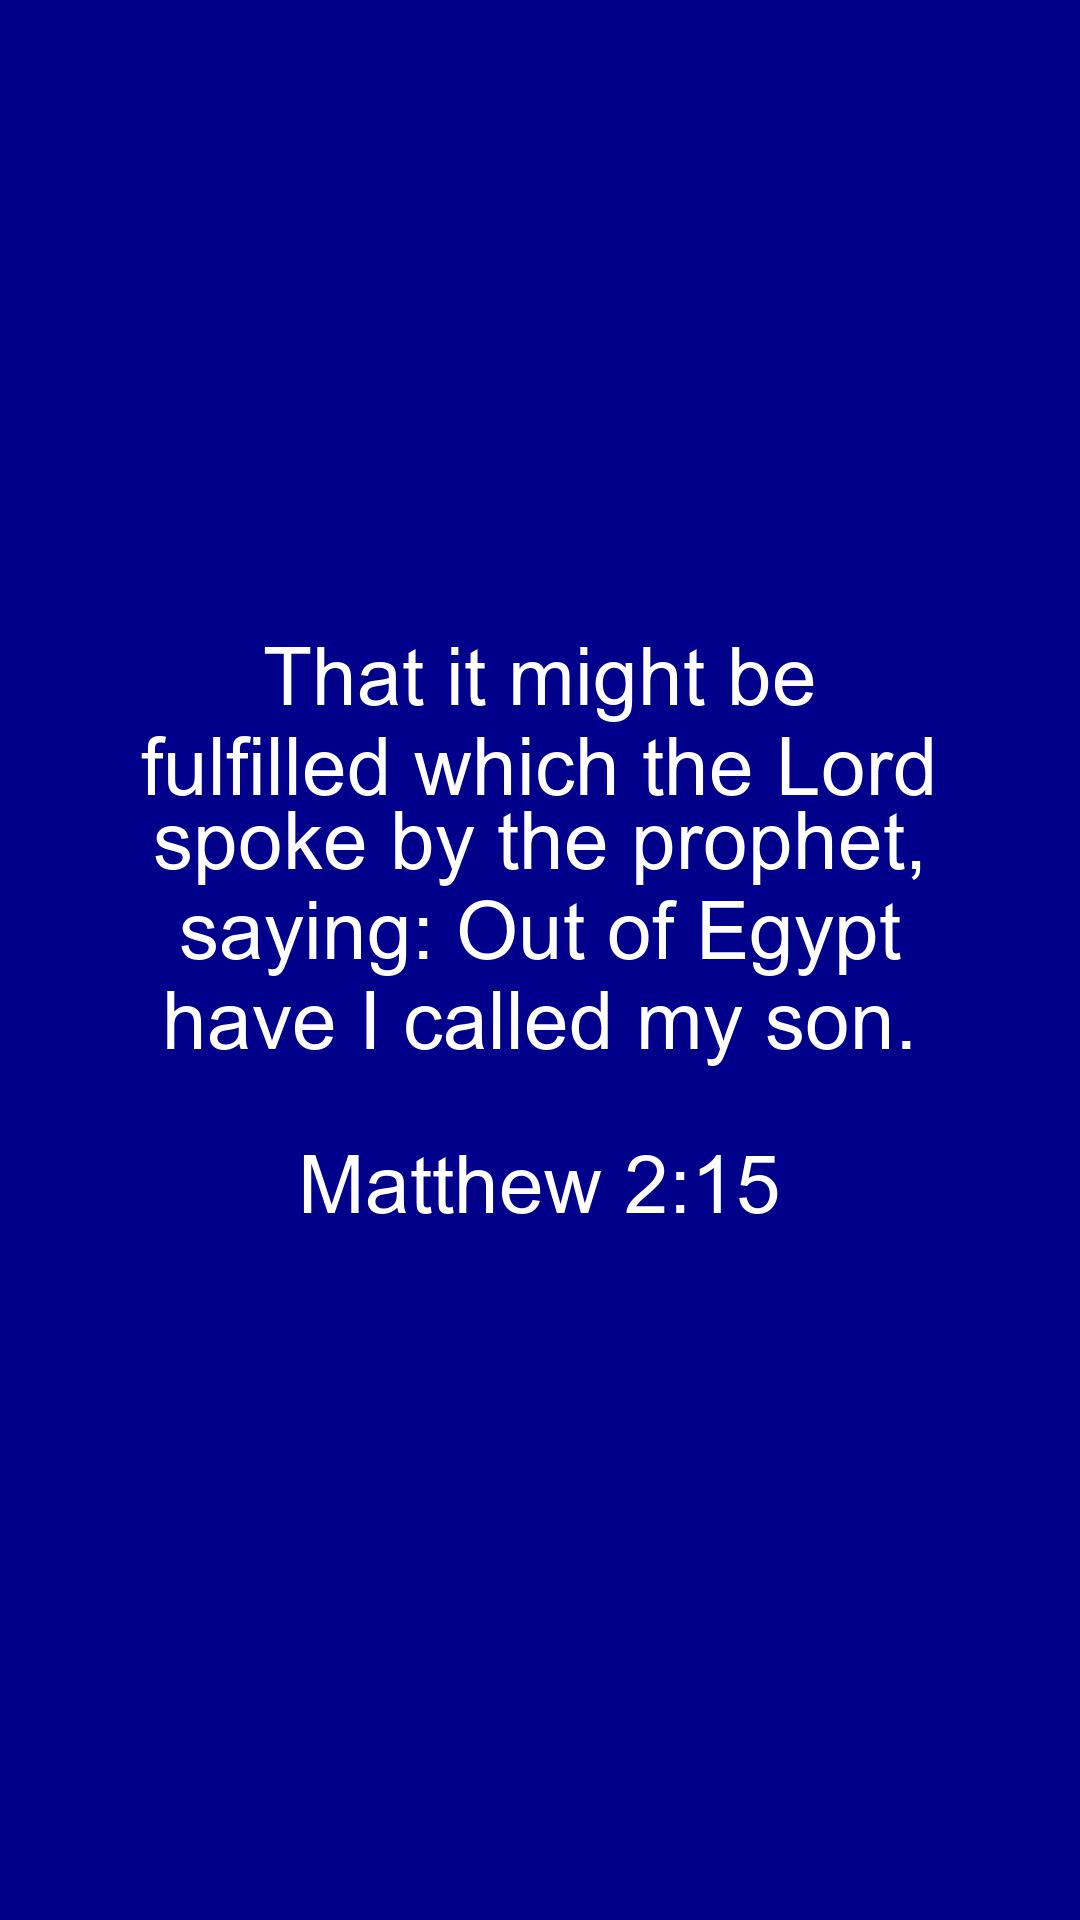 That it might be
fulfilled which the Lord
spoke by the prophet,
saying: Out of Egypt
have I called my son.
Matthew 2:15